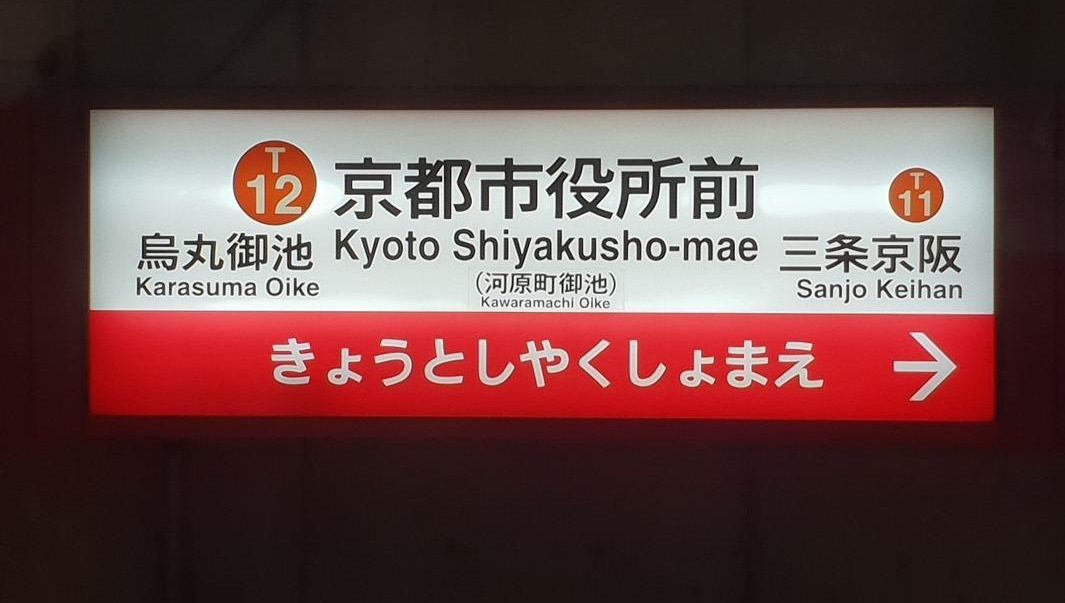 T
12
京都市役所前
T
11
烏丸御池
Kyoto Shiyakusho-mae
三条京阪
Karasuma Oike
(河原町御池)
Sanjo Keihan
Kawaramachi Oike
きょうとしやくしょまえ →